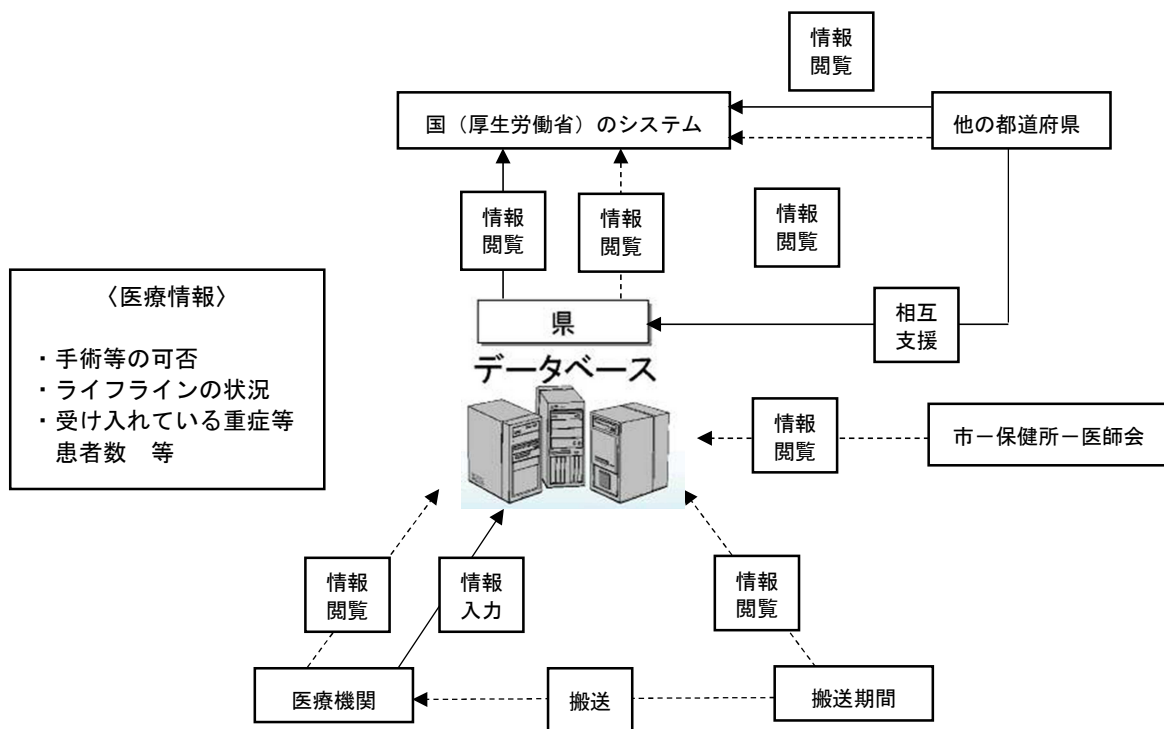 情報
閲覧
国（厚生労働省）のシステム
他の都道府県
情報
閲覧
情報
閲覧
情報
閲覧
〈医療情報〉
・手術等の可否
・ライフラインの状況
・受け入れている重症等
患者数　等
県
相互
支援
データベース
情報
閲覧
市－保健所－医師会
情報
閲覧
情報
入力
情報
閲覧
医療機関
搬送
搬送期間